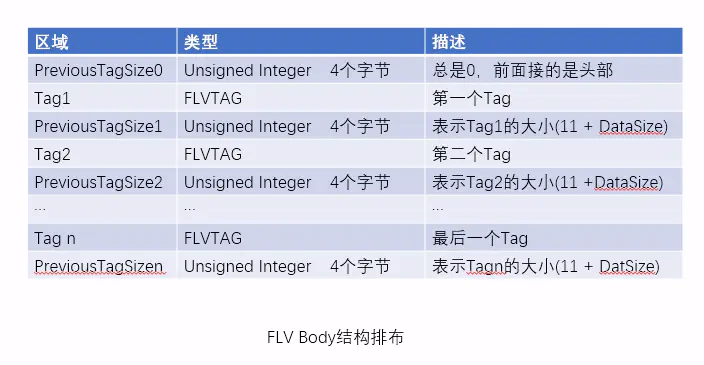 区域 类型 描述
PreviousTagSize0 Unsigned Integer 4个字节 总是0，前面接的是头部
Tag1 FLVTAG 第一个Tag
PreviousTagSize1 Unsigned Integer 4个字节 表示Tag1的大小(11 + DataSize)
Tag2 FLVTAG 第二个Tag
PreviousTagSize2 Unsigned Integer 4个字节 表示Tag2的大小(11 +DataSize)
... ... ...
Tag n FLVTAG 最后一个Tag
PreviousTagSizen Unsigned Integer 4个字节 表示Tagn的大小(11 + DatSize)
FLV Body结构排布